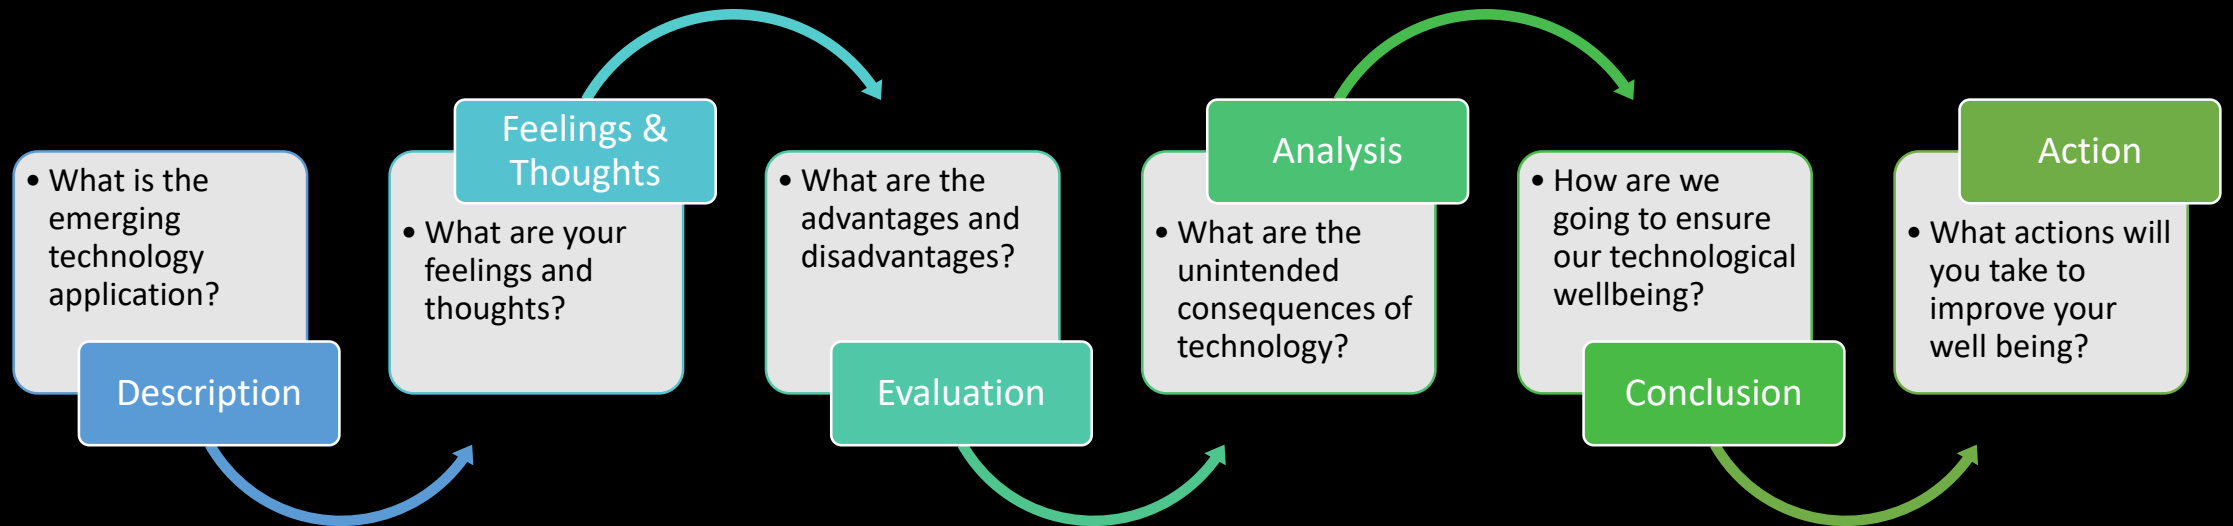 • What is the
emerging
technology
application?
Description
Feelings &
Thoughts
• What are your
feelings and
thoughts?
• What are the
advantages and
disadvantages?
Evaluation
Analysis
• What are the
unintended
consequences of
technology?
• How are we
going to ensure
our technological
wellbeing?
Conclusion
Action
• What actions will
you take to
improve your
well being?